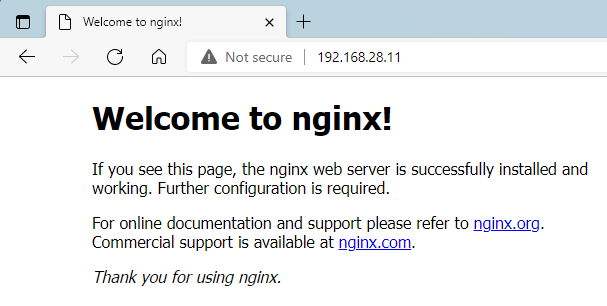 Welcome to nginx!
Not secure 192.168.28.11
Welcome to nginx!
If you see this page, the nginx web server is successfully installed and
working. Further configuration is required.
For online documentation and support please refer to nginx.org.
Commercial support is available at nginx.com.
Thank you for using nginx.